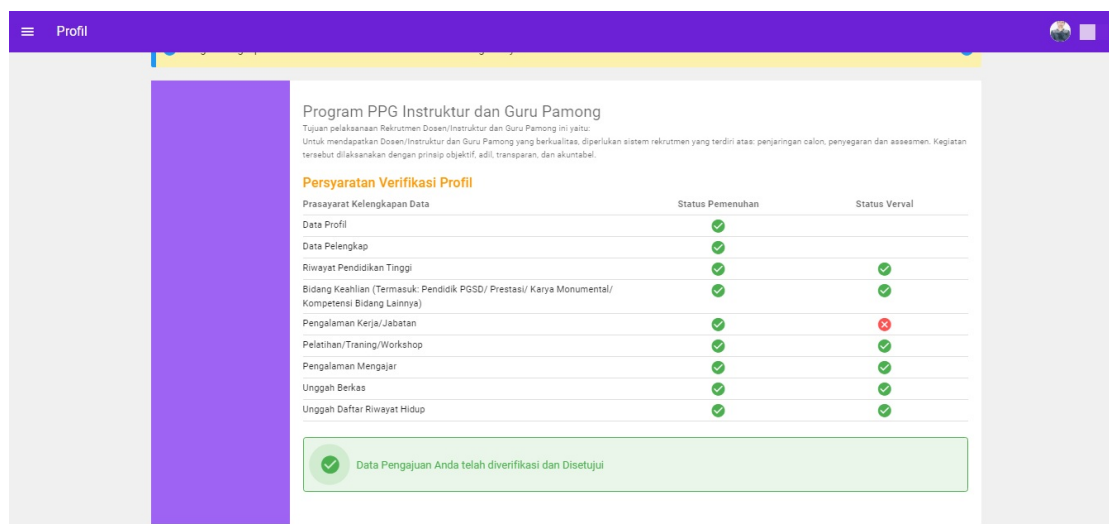 Profil
Program PPG Instruktur dan Guru Pamong
Tujuan pelaksanaan Rekrutmen Dosen/Instruktur dan Guru Pamong ini yaitu:
Untuk mendapatkan Dosen/Instruktur dan Guru Pamong yang berkualitas, diperlukan sistem rekrutmen yang terdiri atas: penjaringan calon, penyegaran dan assesmen. Kegiatan
tersebut dilaksanakan dengan prinsip objektif, adil, transparan, dan akuntabel.
Persyaratan Verifikasi Profil
Prasayarat Kelengkapan Data Status Pemenuhan Status Verval
Data Profil
Data Pelengkap
Riwayat Pendidikan Tinggi
Bidang Keahlian (Termasuk: Pendidik PGSD/ Prestasi/ Karya Monumental/
Kompetensi Bidang Lainnya)
Pengalaman Kerja/Jabatan
Pelatihan/Traning/Workshop
Pengalaman Mengajar
Unggah Berkas
Unggah Daftar Riwayat Hidup
Data Pengajuan Anda telah diverifikasi dan Disetujui